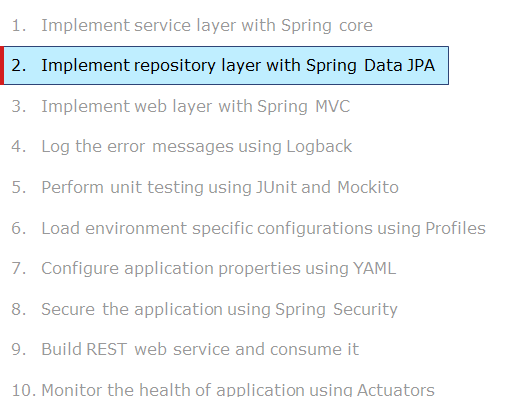 1. Implement service layer with Spring core
2. Implement repository layer with Spring Data JPA
3. Implement web layer with Spring MVC
4. Log the error messages using Logback
5. Perform unit testing using JUnit and Mockito
6. Load environment specific configurations using Profiles
7. Configure application properties using YAML
8. Secure the application using Spring Security
9. Build REST web service and consume it
10. Monitor the health of application using Actuators